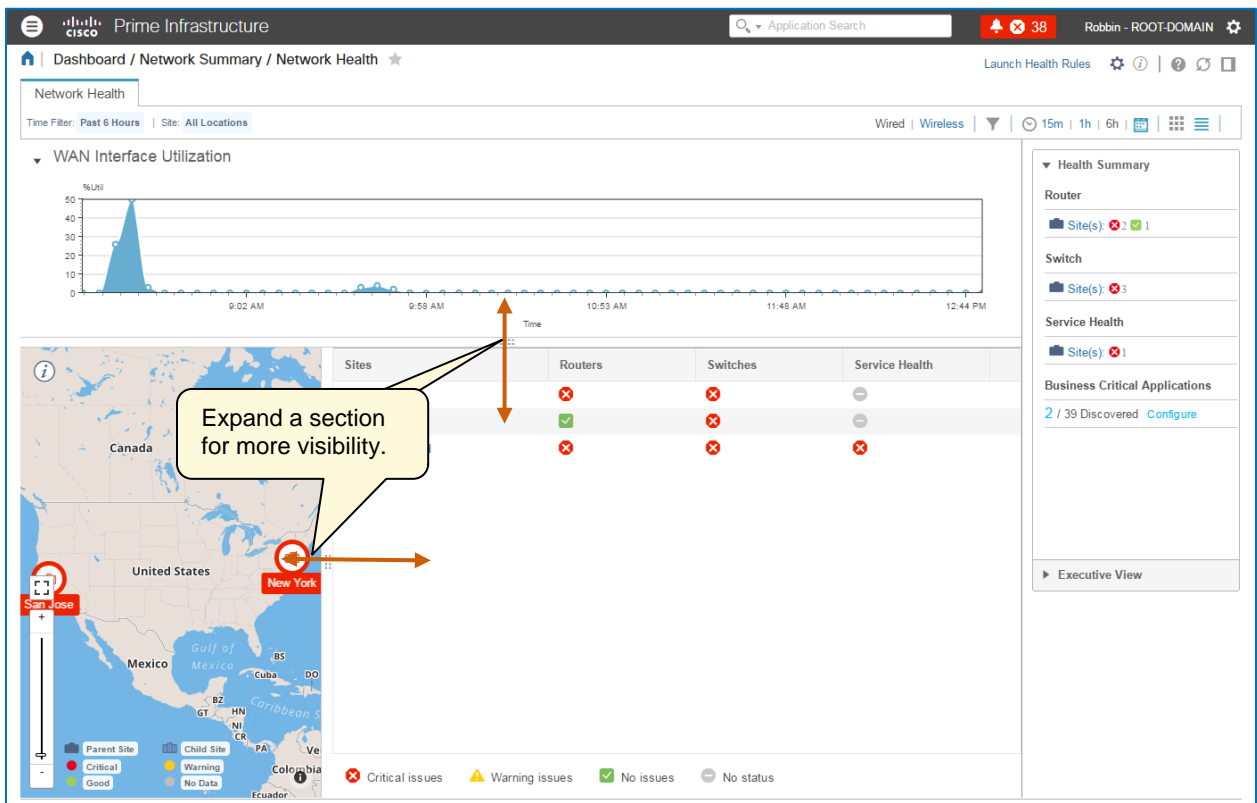 cisco Prime Infrastructure
Application Search
38
Robbin - ROOT-DOMAIN
Dashboard / Network Summary / Network Health
Launch Health Rules
Network Health
Time Filter: Past 6 Hours | Site: All Locations
Wired | Wireless | 15m | 1h | 6h
WAN Interface Utilization
%Util
50
40
30
20
10
0
9:02 AM 9:58 AM 10:53 AM 11:48 AM 12:44 PM
Time
Health Summary
Router
Site(s): 2 1
Switch
Site(s): 3
Service Health
Site(s): 1
Business Critical Applications
2 / 39 Discovered Configure
Executive View
Sites Routers Switches Service Health
Expand a section
for more visibility.
Canada
United States
New York
San Jose
+
Gulf of
Mexico
Mexico
BS
Cuba
DO
BZ
GT
HN
Caribbean S
NI
CR
PA
Ve
Colombia
Ecuador
-
Parent Site Child Site
Critical Warning
Good No Data
Critical issues Warning issues No issues No status